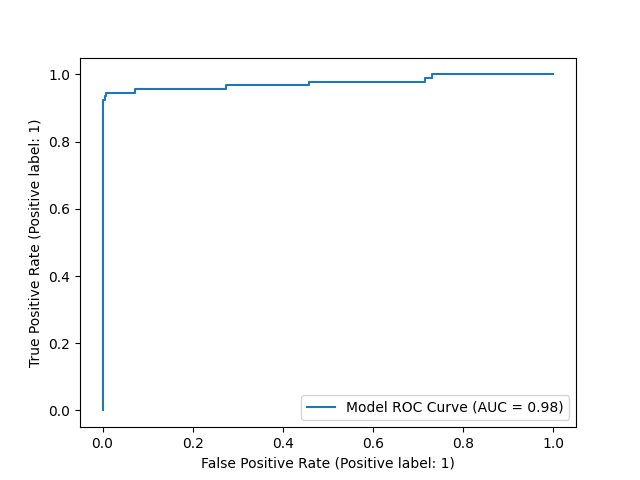 1.0
0.8
0.6
0.4
0.2
0.0
True Positive Rate (Positive label: 1)
Model ROC Curve (AUC = 0.98)
0.0 0.2 0.4 0.6 0.8 1.0
False Positive Rate (Positive label: 1)